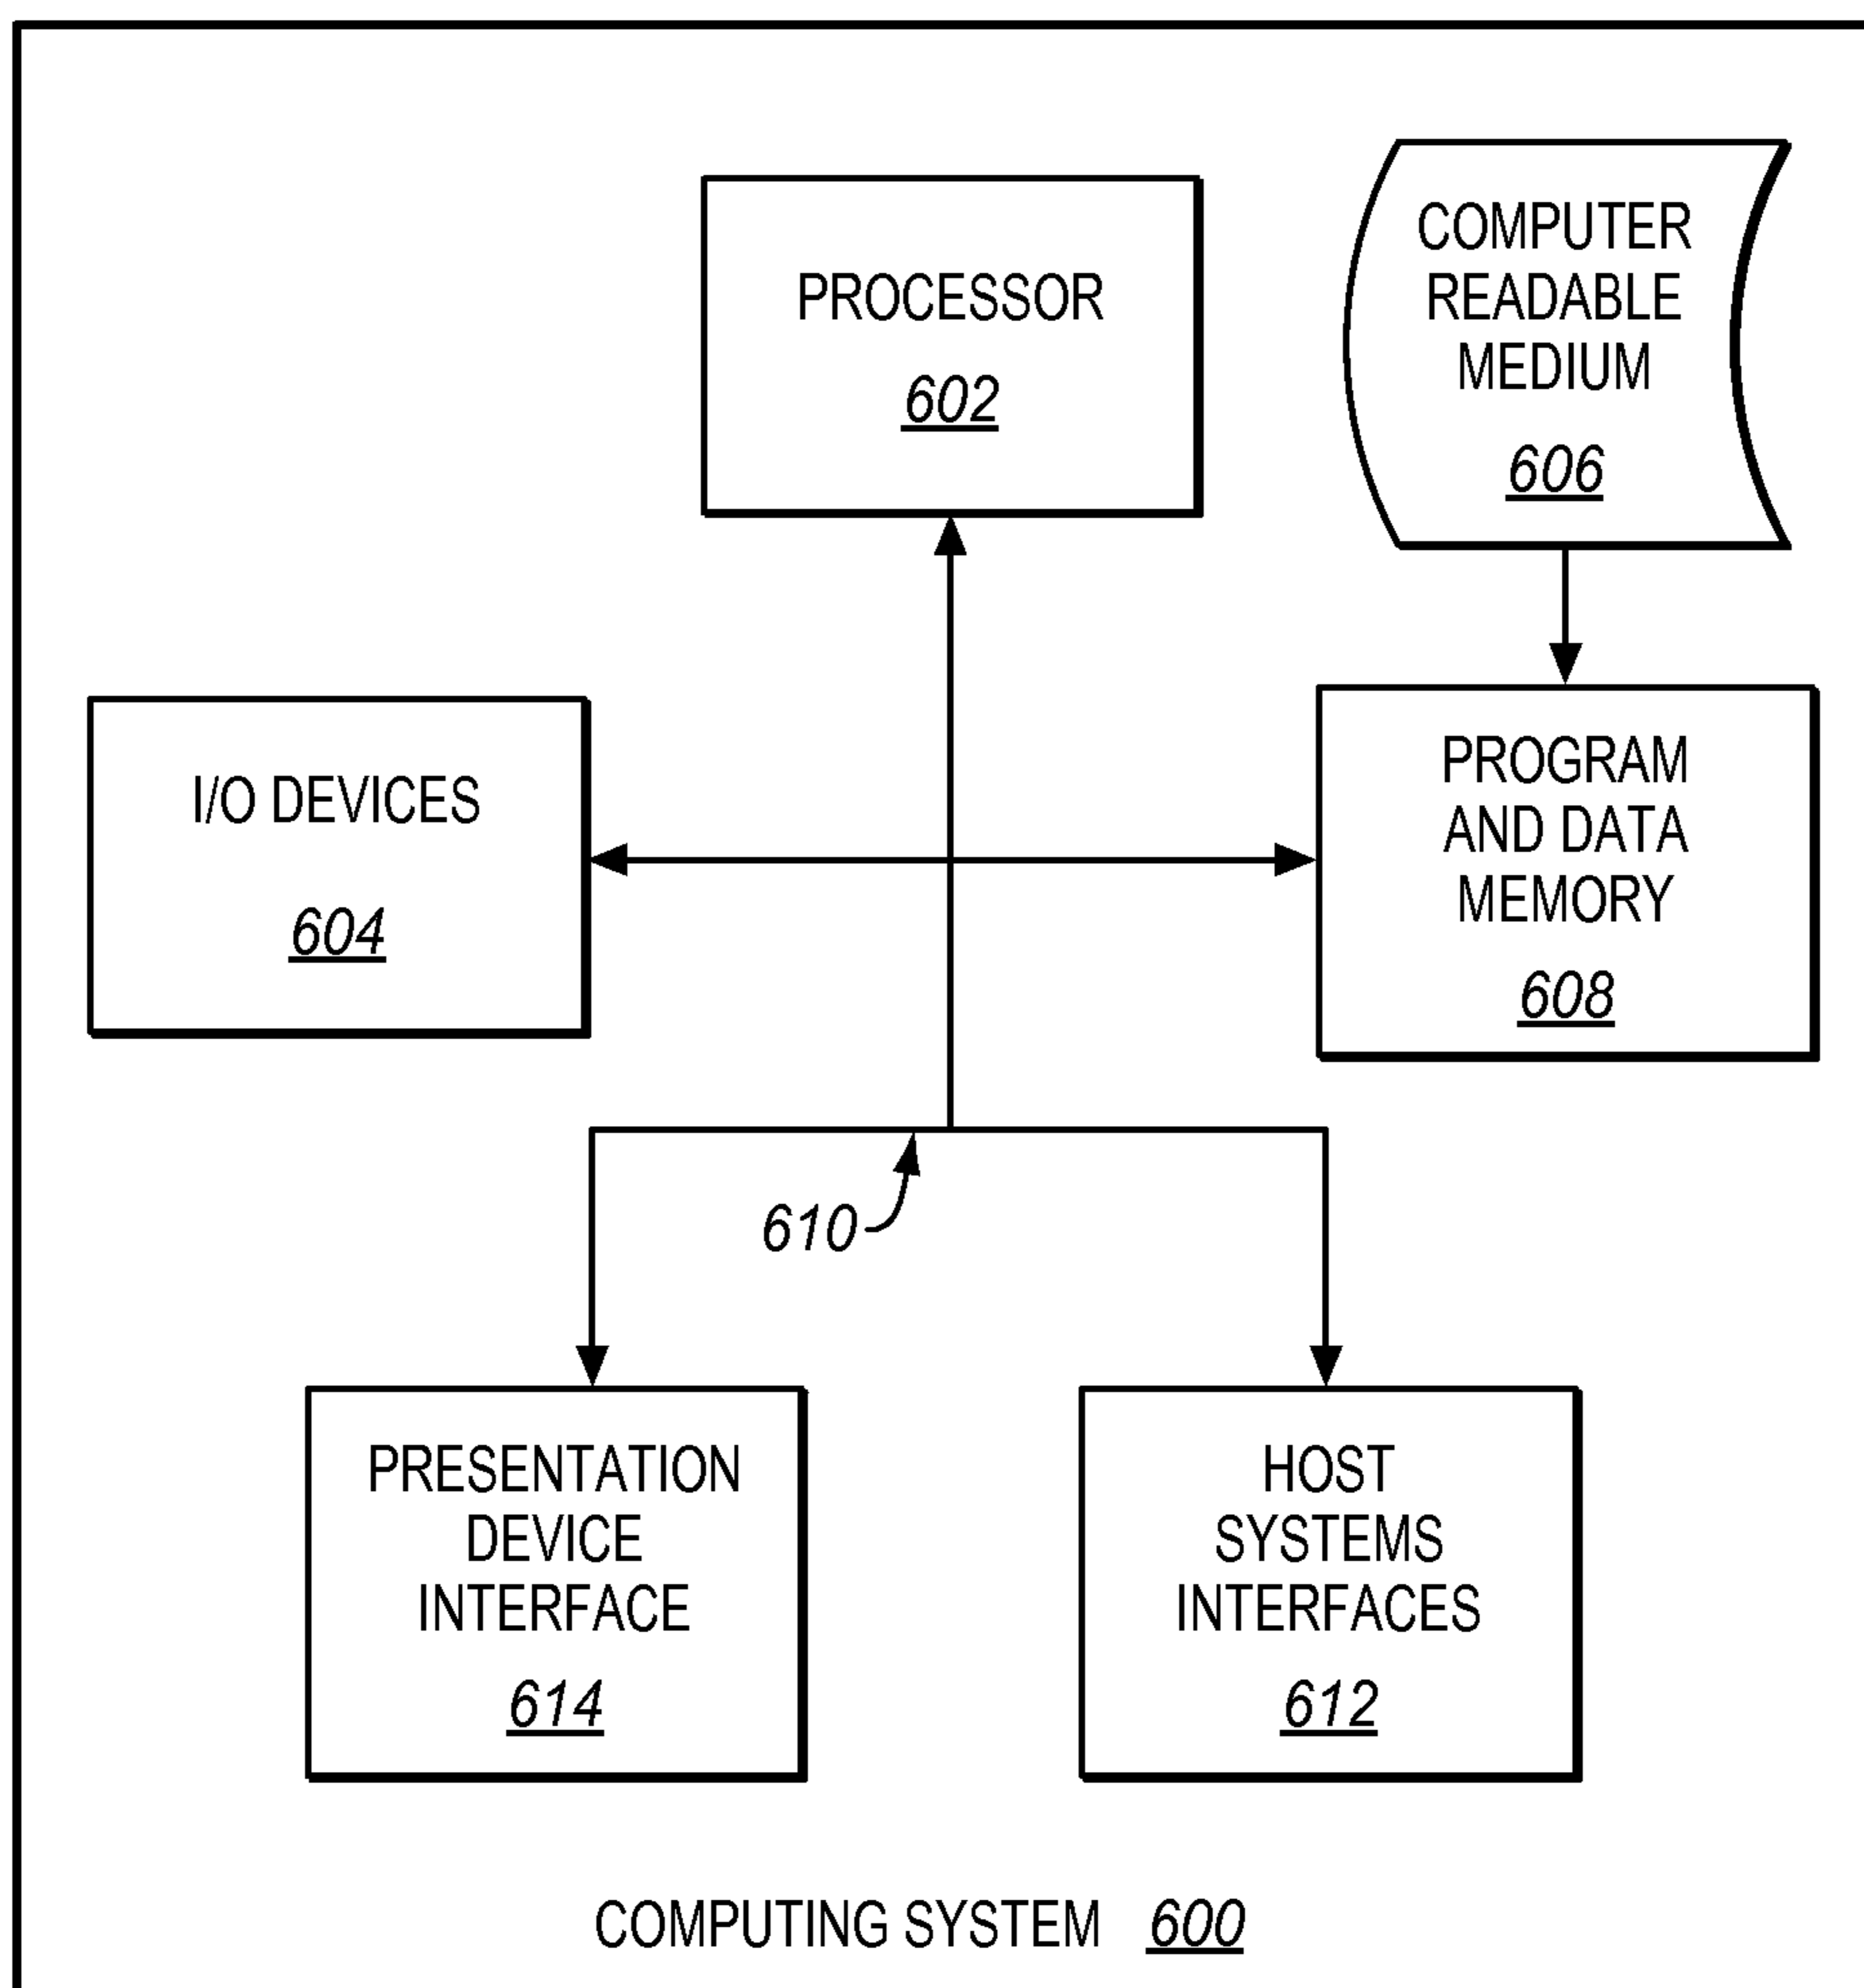 PROCESSOR
602
COMPUTER
READABLE
MEDIUM
606
I/O DEVICES
604
PROGRAM
AND DATA
MEMORY
608
610
PRESENTATION
DEVICE
INTERFACE
614
HOST
SYSTEMS
INTERFACES
612
COMPUTING SYSTEM 600